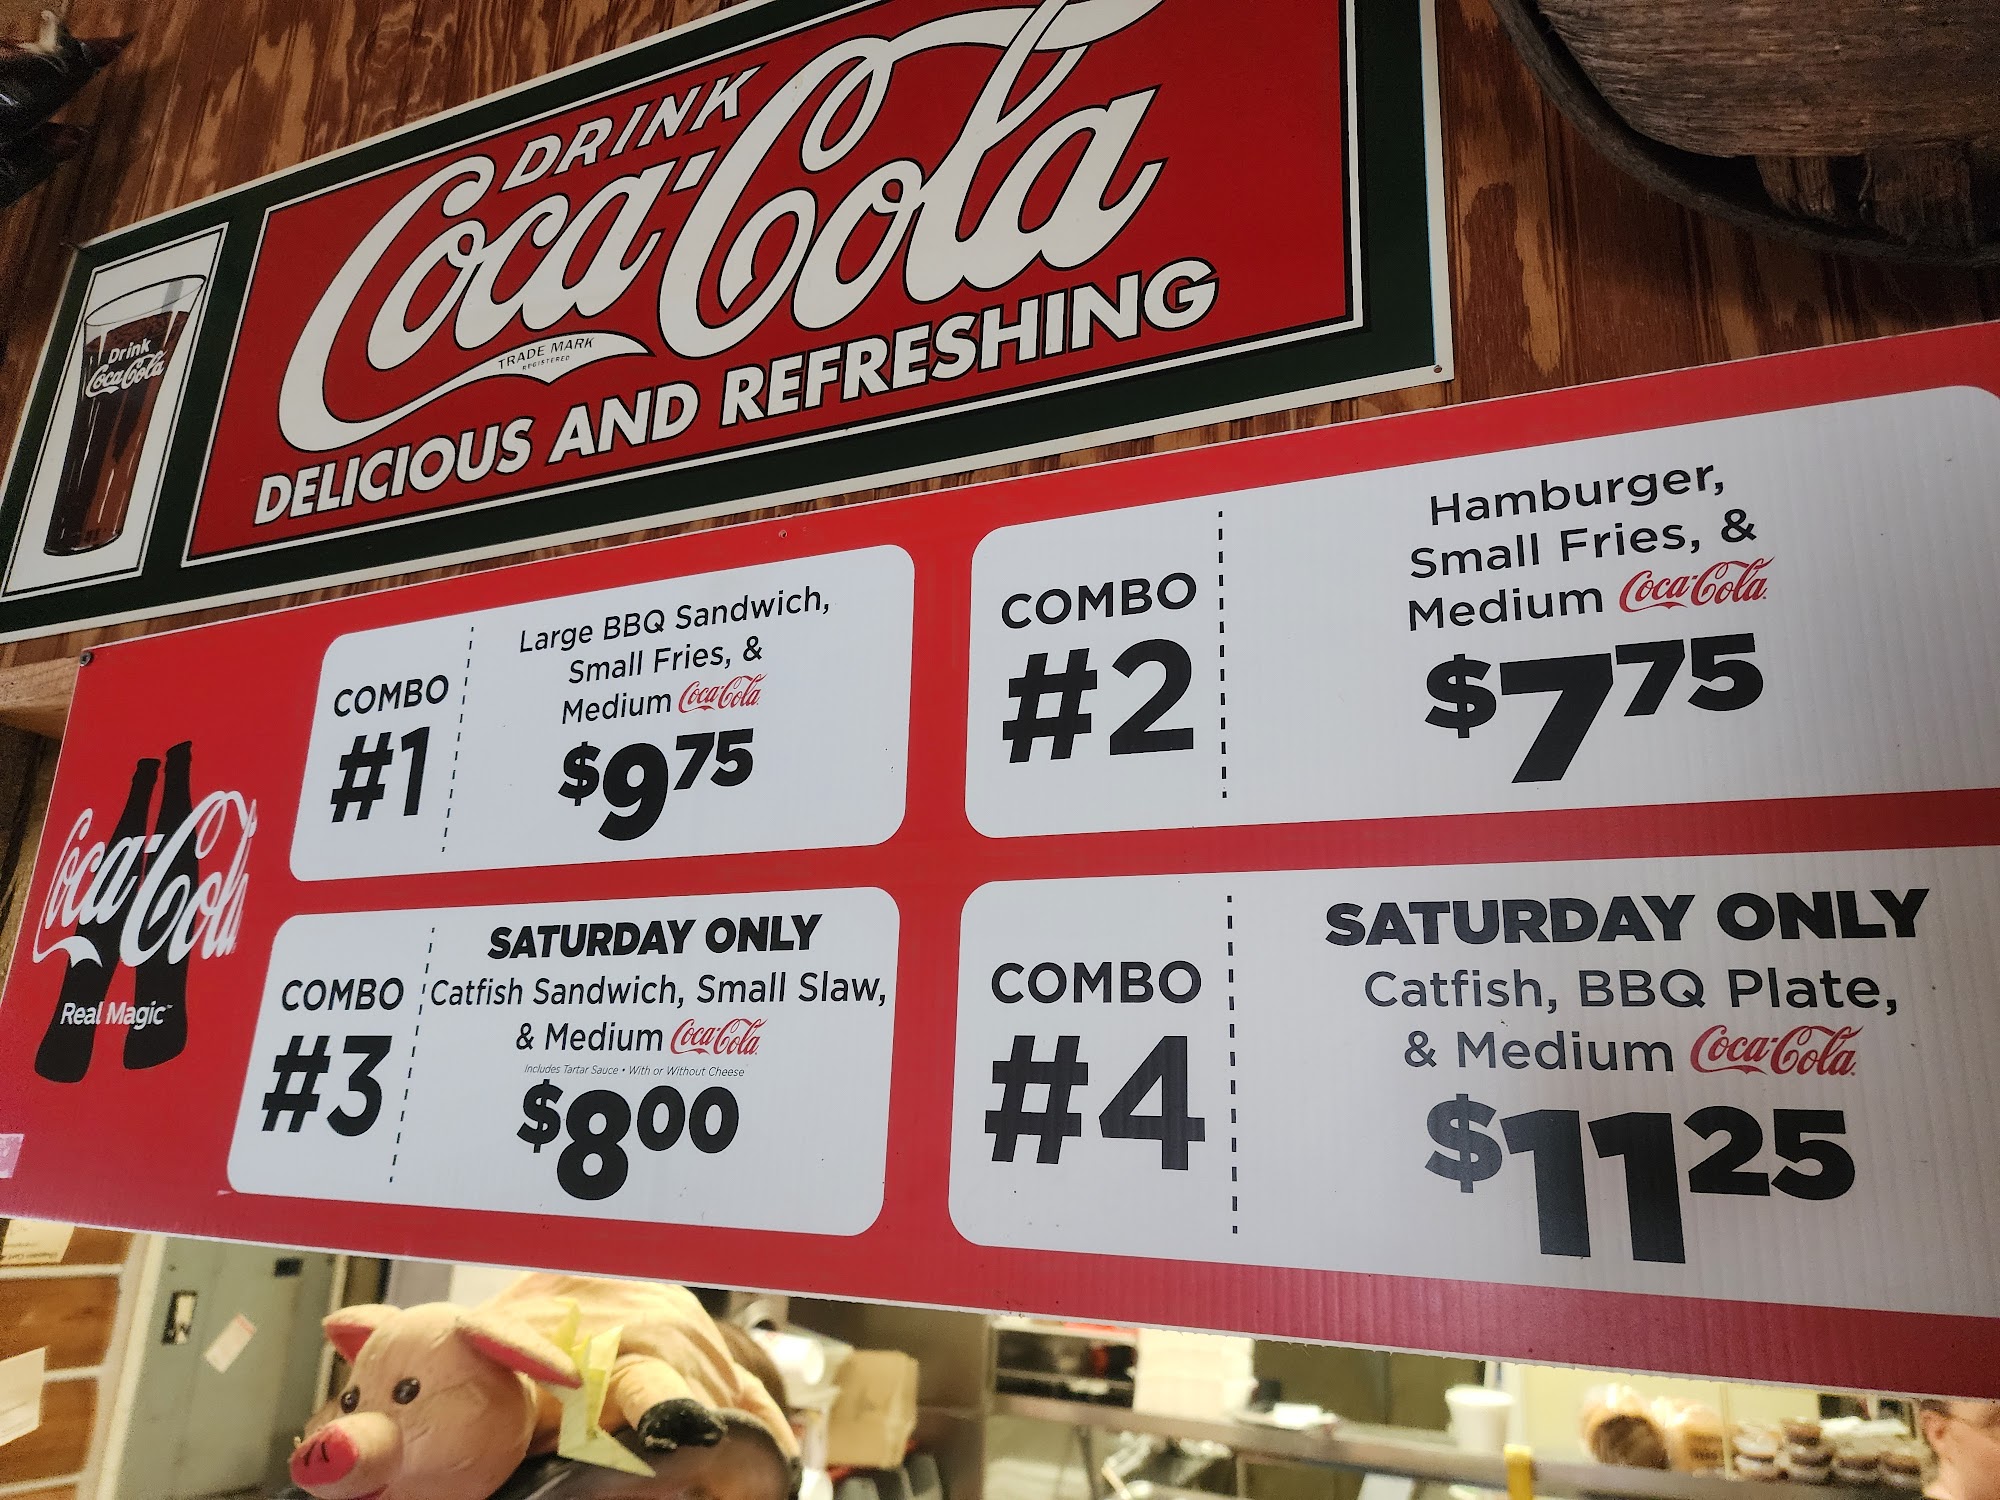 DRINK
Coca-Cola
TRADE MARK
REGISTERED
DELICIOUS AND REFRESHING
Drink
Coca-Cola
Coca-Cola
Real Magic™
COMBO
#1
Large BBQ Sandwich,
Small Fries, &
Medium Coca-Cola
$9 75
COMBO
#2
Hamburger,
Small Fries, &
Medium Coca-Cola
$7 75
COMBO
#3
SATURDAY ONLY
Catfish Sandwich, Small Slaw,
& Medium Coca-Cola
Includes Tartar Sauce • With or Without Cheese
$8 00
COMBO
#4
SATURDAY ONLY
Catfish, BBQ Plate,
& Medium Coca-Cola
$11 25